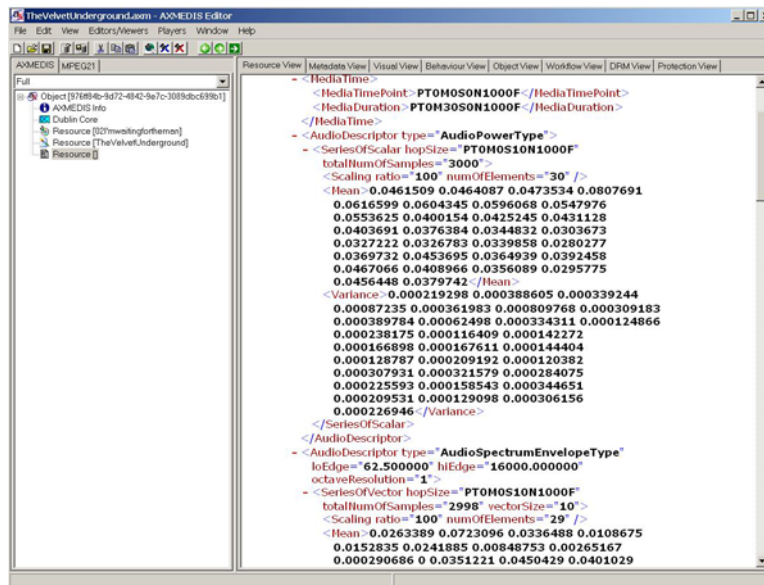 TheVelvetUnderground.axm - AXMEDIS Editor
File Edit View Editors/Viewers Players Window Help
AXMEDIS MPEG21
Full
Object [976ff84b-9d72-4842-9e7c-3089dbc699b1]
AXMEDIS Info
Dublin Core
Resource [02I'mwaitingfortheman]
Resource [TheVelvetUnderground]
Resource []
Resource View Metadata View Visual View Behaviour View Object View Workflow View DRM View Protection View
- <MediaTime>
<MediaTimePoint>PT0M0S0N1000F</MediaTimePoint>
<MediaDuration>PT0M30S0N1000F</MediaDuration>
</MediaTime>
- <AudioDescriptor type="AudioPowerType">
- <SeriesOfScalar hopSize="PT0M0S10N1000F"
totalNumOfSamples="3000">
<Scaling ratio="100" numOfElements="30" />
<Mean>0.0461509 0.0464087 0.0473534 0.0807691
0.0616599 0.0604345 0.0596068 0.0547976
0.0553625 0.0400154 0.0425245 0.0431128
0.0403691 0.0376384 0.0344832 0.0303673
0.0327222 0.0326783 0.0339858 0.0280277
0.0369732 0.0453695 0.0364939 0.0392458
0.0467066 0.0408966 0.0356089 0.0295775
0.0456448 0.0379742</Mean>
<Variance>0.000219298 0.000388605 0.000339244
0.00087235 0.000361983 0.000809768 0.000309183
0.000389784 0.00062498 0.000334311 0.000124866
0.000238175 0.000116409 0.000142272
0.000166898 0.000167611 0.000144404
0.000128787 0.000209192 0.000120382
0.000307931 0.000321579 0.000284075
0.000225593 0.000158543 0.000344651
0.000209531 0.000129098 0.000306156
0.000226946</Variance>
</SeriesOfScalar>
</AudioDescriptor>
- <AudioDescriptor type="AudioSpectrumEnvelopeType"
loEdge="62.500000" hiEdge="16000.000000"
octaveResolution="1">
- <SeriesOfVector hopSize="PT0M0S10N1000F"
totalNumOfSamples="2998" vectorSize="10">
<Scaling ratio="100" numOfElements="29" />
<Mean>0.0263389 0.0723096 0.0336488 0.0108675
0.0152835 0.0241885 0.00848753 0.00265167
0.000290686 0 0.0351221 0.0450429 0.0401029